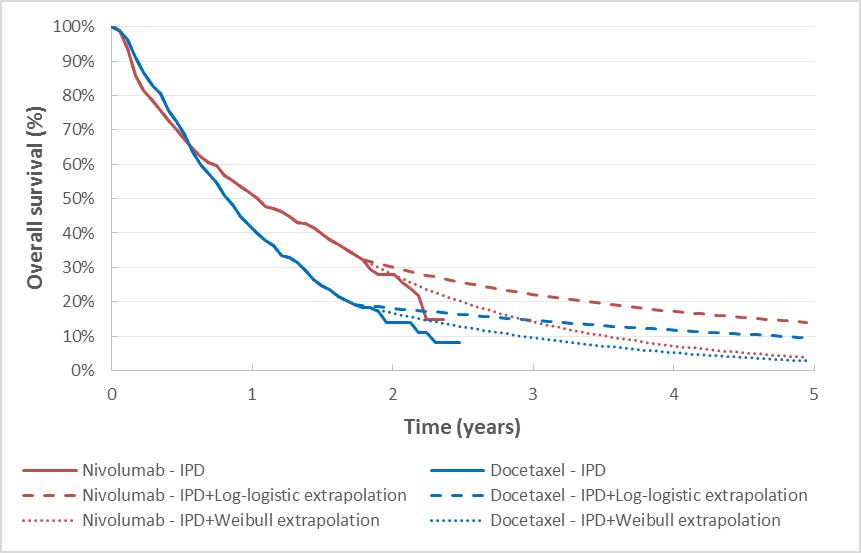 100%
90%
80%
70%
60%
50%
40%
30%
20%
10%
0%
Overall survival (%)
0 1 2 3 4 5
Time (years)
Nivolumab - IPD Docetaxel - IPD
Nivolumab - IPD+Log-logistic extrapolation Docetaxel - IPD+Log-logistic extrapolation
Nivolumab - IPD+Weibull extrapolation Docetaxel - IPD+Weibull extrapolation